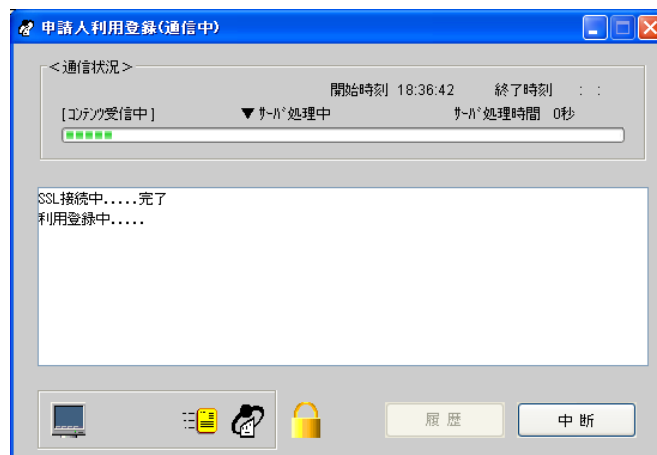 申請人利用登録(通信中)
＜通信状況＞
開始時刻 18:36:42 終了時刻 : :
[ｺﾝﾃﾝﾂ受信中] ▼ｻｰﾊﾞ処理中 ｻｰﾊﾞ処理時間 0秒
SSL接続中.....完了
利用登録中.....
履歴 中断